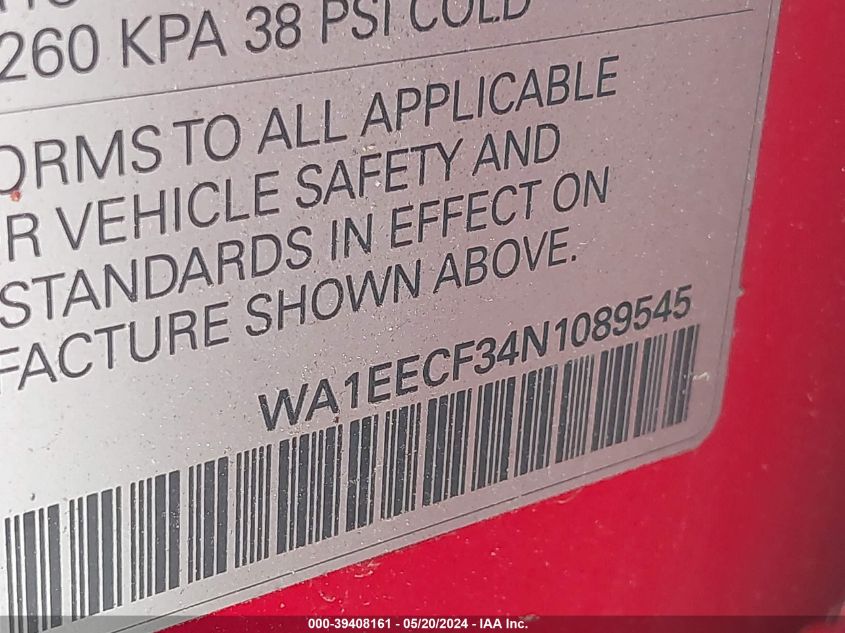 260 KPA 38 PSI COLD
ORMS TO ALL APPLICABLE
R VEHICLE SAFETY AND
STANDARDS IN EFFECT ON
FACTURE SHOWN ABOVE.
WA1EECF34N1089545
000-39408161 - 05/20/2024 - IAA Inc.